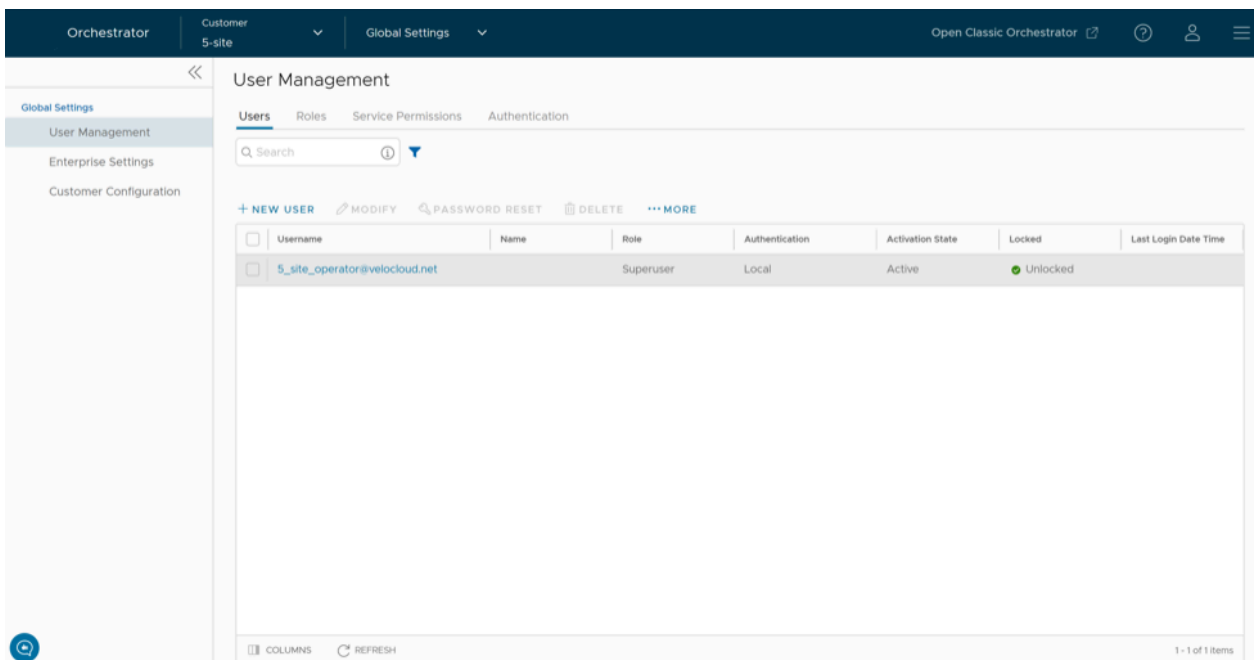 Orchestrator
Customer
5-site
Global Settings
Open Classic Orchestrator
Global Settings
User Management
Enterprise Settings
Customer Configuration
User Management
Users Roles Service Permissions Authentication
Search
+ NEW USER MODIFY PASSWORD RESET DELETE ••• MORE
Username Name Role Authentication Activation State Locked Last Login Date Time
5_site_operator@velocloud.net Superuser Local Active Unlocked
COLUMNS REFRESH 1 - 1 of 1 items